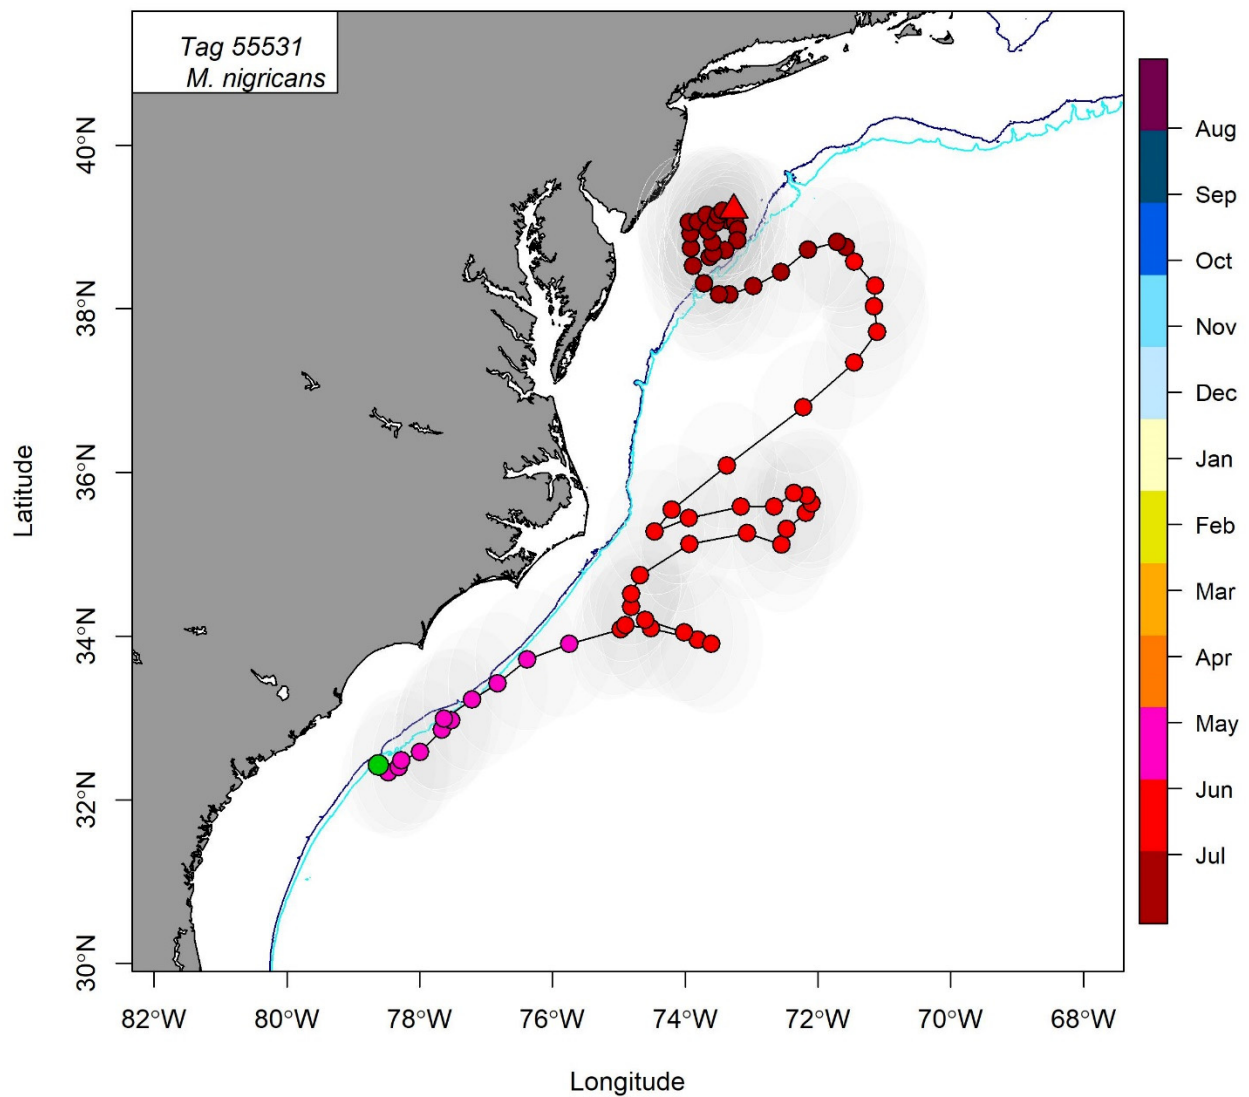 Tag 55531
M. nigricans
40°N
38°N
36°N
34°N
32°N
30°N
Latitude
82°W 80°W 78°W 76°W 74°W 72°W 70°W 68°W
Longitude
Aug
Sep
Oct
Nov
Dec
Jan
Feb
Mar
Apr
May
Jun
Jul